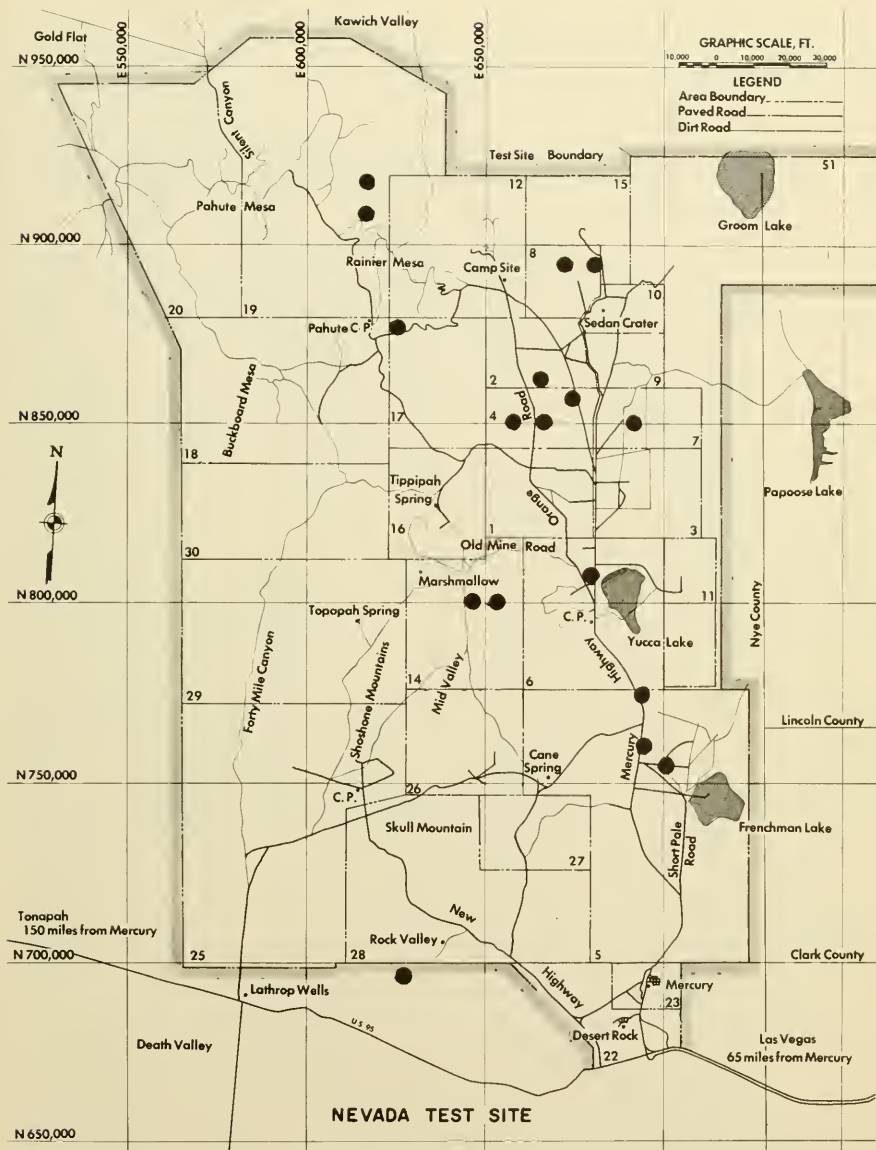 Kawich Valley
Gold Flat
E 550,000
E 600,000
E 650,000
N 950,000
GRAPHIC SCALE, FT.
10,000 0 10,000 20,000 30,000
LEGEND
Area Boundary
Paved Road
Dirt Road
Silent Canyon
Test Site Boundary
51
12
15
Pahute Mesa
Groom Lake
N 900,000
Rainier Mesa
Camp Site
8
10
20
19
Pahute C.P.
Sedan Crater
Buckboard Mesa
2
Road
9
N 850,000
17
4
7
18
N
Tippipah
Spring
Orange
Papoose Lake
16
1
3
Old Mine Road
30
Marshmallow
N 800,000
Topopah Spring
C.P.
11
Yucca Lake
Nye County
Forty Mile Canyon
Shoshone Mountains
Mid Valley
Highway
14
6
29
Lincoln County
Cane
Spring
Mercury
N 750,000
C.P.
26
Skull Mountain
Frenchman Lake
Short Pole
Road
27
Tonapah
150 miles from Mercury
New
Rock Valley
N 700,000
25
28
5
Clark County
Highway
Mercury
Lathrop Wells
23
US 95
Desert Rock
Death Valley
22
Las Vegas
65 miles from Mercury
NEVADA TEST SITE
N 650,000